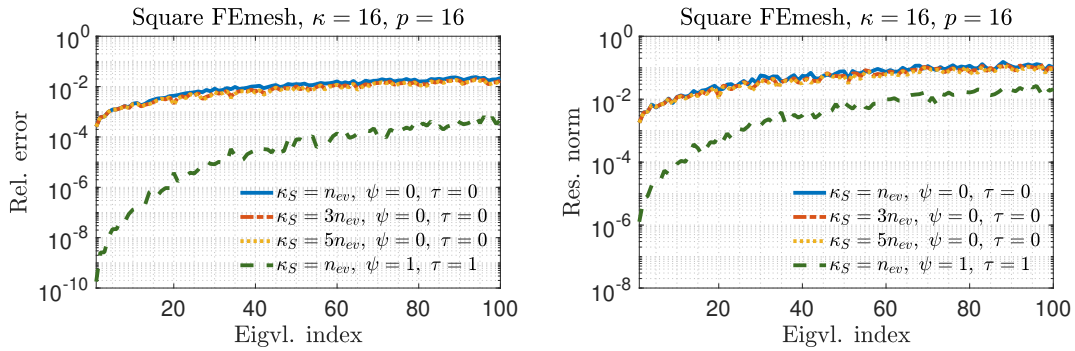 Square FEmesh, κ = 16, p = 16
10^0
10^-2
10^-4
10^-6
10^-8
10^-10
Rel. error
κ_S = n_ev, ψ = 0, τ = 0
κ_S = 3n_ev, ψ = 0, τ = 0
κ_S = 5n_ev, ψ = 0, τ = 0
κ_S = n_ev, ψ = 1, τ = 1
20 40 60 80 100
Eigvl. index
Square FEmesh, κ = 16, p = 16
10^0
10^-2
10^-4
10^-6
10^-8
Res. norm
κ_S = n_ev, ψ = 0, τ = 0
κ_S = 3n_ev, ψ = 0, τ = 0
κ_S = 5n_ev, ψ = 0, τ = 0
κ_S = n_ev, ψ = 1, τ = 1
20 40 60 80 100
Eigvl. index